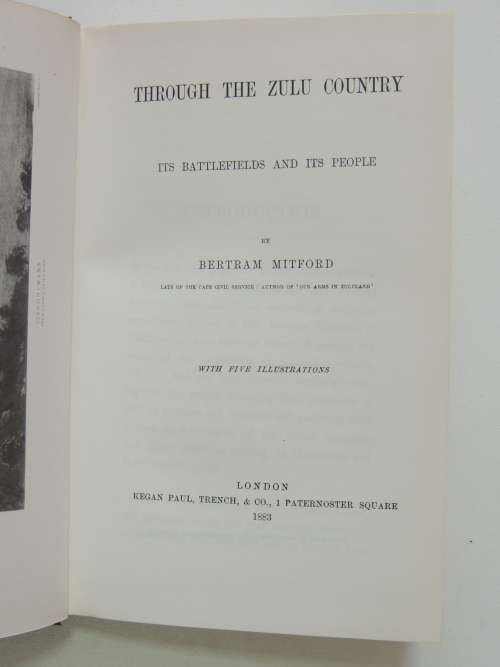 THROUGH THE ZULU COUNTRY
ITS BATTLEFIELDS AND ITS PEOPLE
BY
BERTRAM MITFORD
LATE OF THE CAPE CIVIL SERVICE; AUTHOR OF 'OUR ARMS IN ZULULAND'
WITH FIVE ILLUSTRATIONS
LONDON
KEGAN PAUL, TRENCH, & CO., 1 PATERNOSTER SQUARE
1883